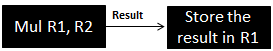 Mul R1, R2
Result
Store the
result in R1